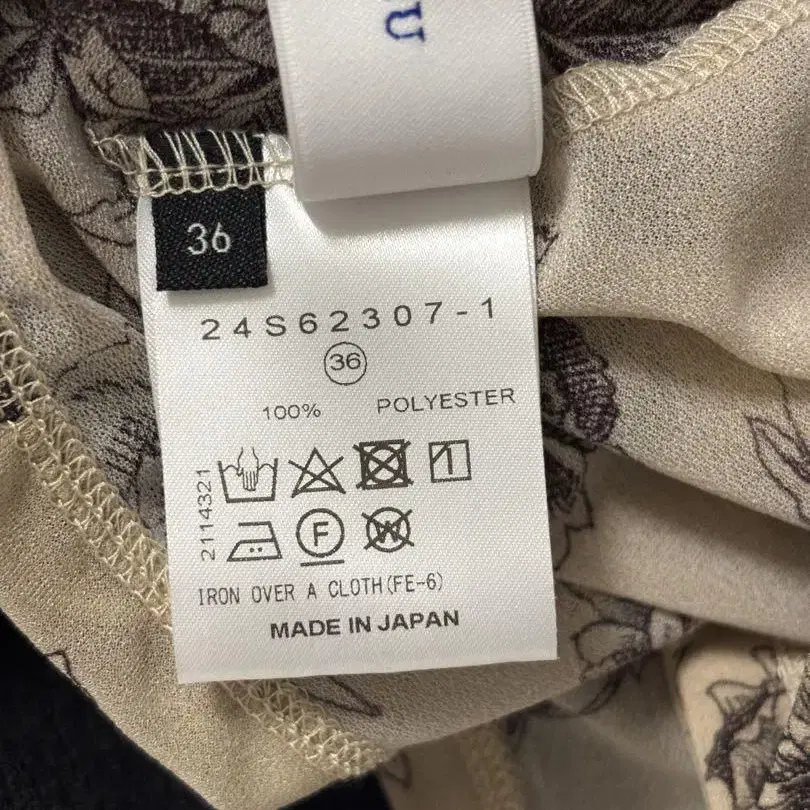 U
36
24S62307-1
36
100% POLYESTER
2114321
F
W
IRON OVER A CLOTH(FE-6)
MADE IN JAPAN